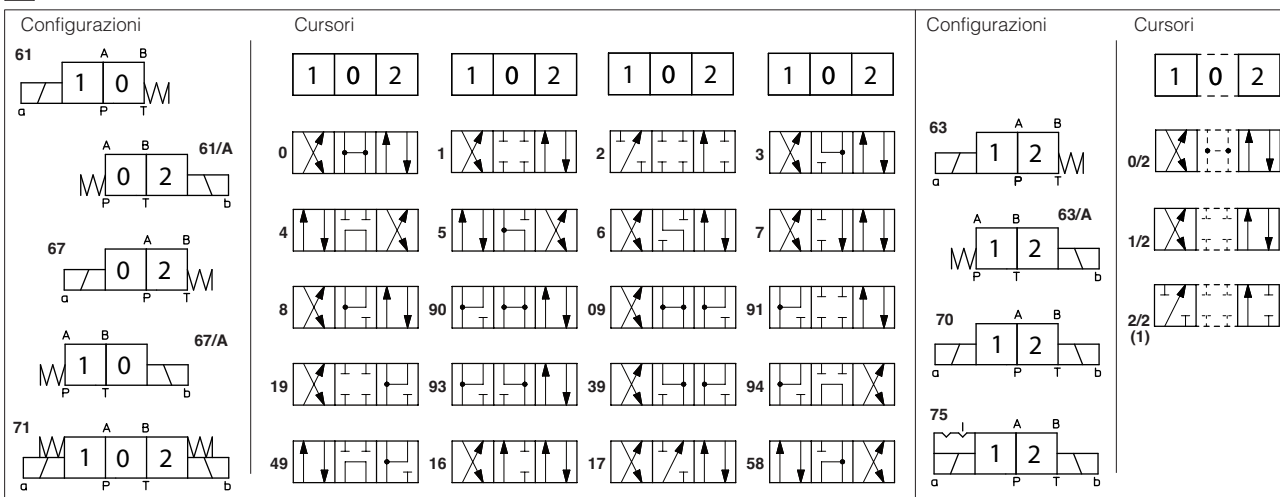 Configurazioni
Cursori
61
A B
1 0
a P T
61/A
A B
0 2
P T b
67
A B
0 2
a P T
67/A
A B
1 0
P T b
71
A B
1 0 2
a P T b
1 0 2
1 0 2
1 0 2
1 0 2
0
1
2
3
4
5
6
7
8
90
09
91
19
93
39
94
49
16
17
58
Configurazioni
Cursori
63
A B
1 2
a P T
63/A
A B
1 2
P T b
70
A B
1 2
a P T b
75
A B
1 2
a P T b
1 0 2
0/2
1/2
2/2
(1)